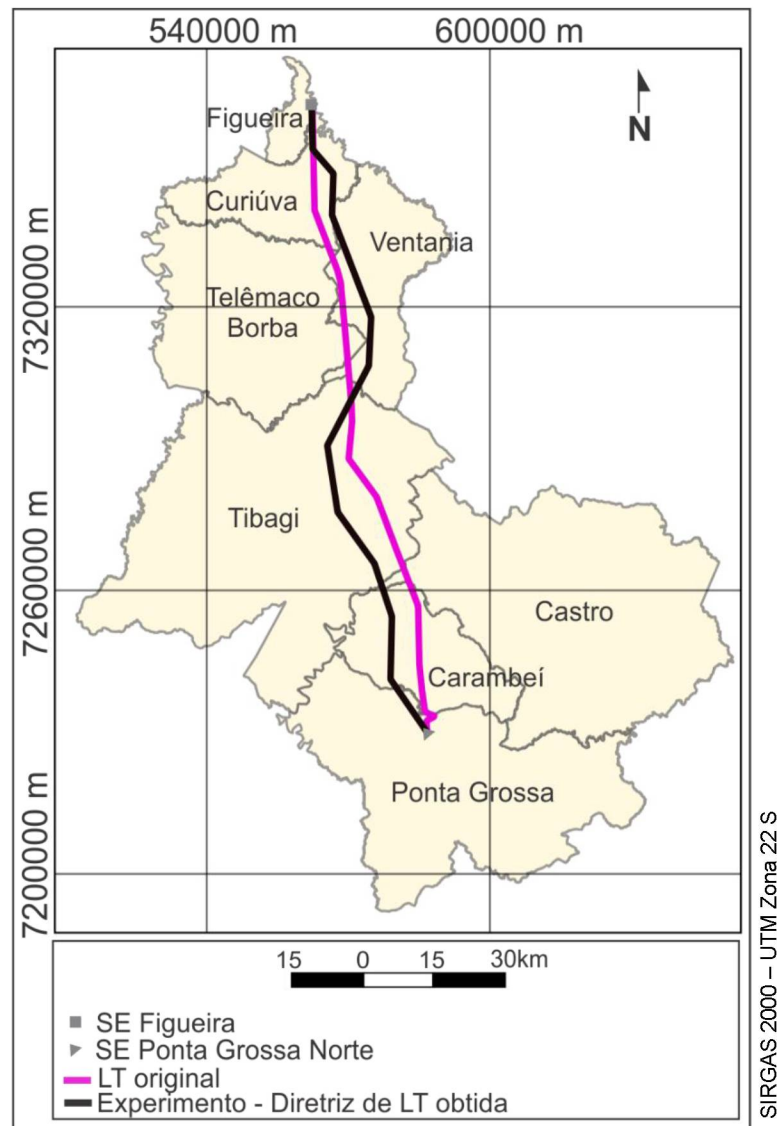 540000 m 600000 m
N
Figueira
Curiúva
Ventania
7320000 m
Telêmaco
Borba
Tibagi
7260000 m
Castro
Carambeí
Ponta Grossa
7200000 m
15 0 15 30km
SE Figueira
SE Ponta Grossa Norte
LT original
Experimento - Diretriz de LT obtida
SIRGAS 2000 – UTM Zona 22 S